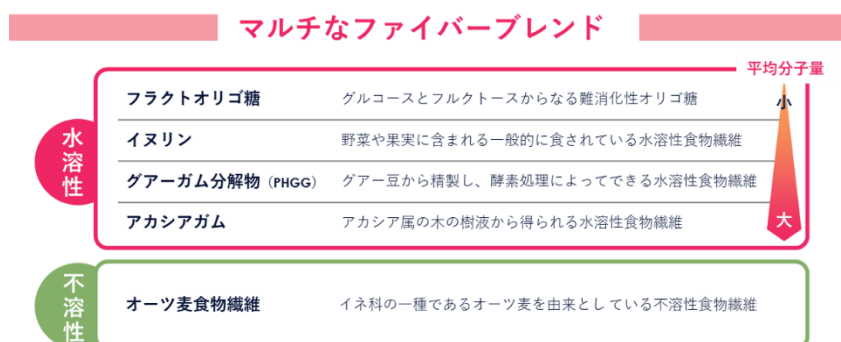 マルチなファイバーブレンド
平均分子量
水溶性
フラクトオリゴ糖 グルコースとフルクトースからなる難消化性オリゴ糖
小
イヌリン 野菜や果実に含まれる一般的に食されている水溶性食物繊維
グアーガム分解物（PHGG） グアー豆から精製し、酵素処理によってできる水溶性食物繊維
アカシアガム アカシア属の木の樹液から得られる水溶性食物繊維
大
不溶性
オーツ麦食物繊維 イネ科の一種であるオーツ麦を由来としている不溶性食物繊維